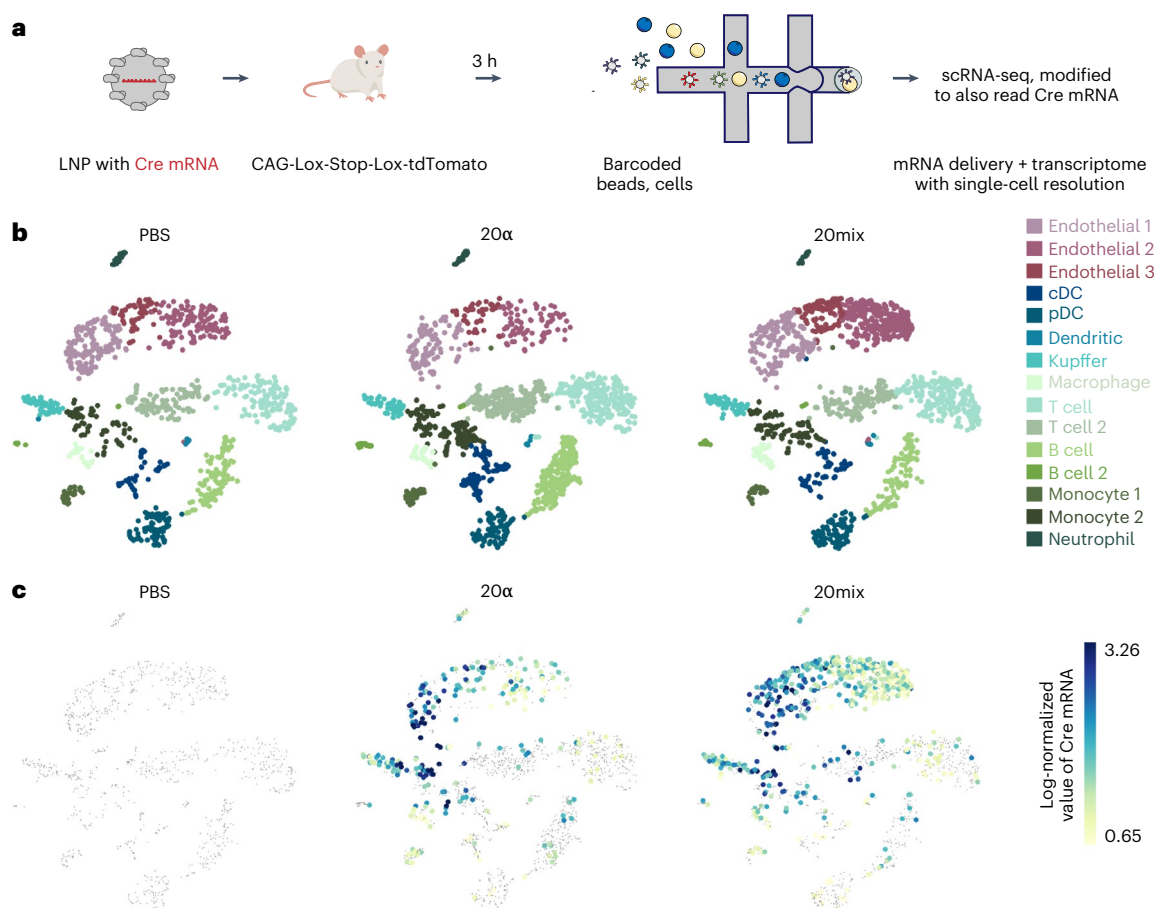 a
3 h
LNP with Cre mRNA
CAG-Lox-Stop-Lox-tdTomato
Barcoded
beads, cells
scRNA-seq, modified
to also read Cre mRNA
mRNA delivery + transcriptome
with single-cell resolution
b
PBS
20α
20mix
Endothelial 1
Endothelial 2
Endothelial 3
cDC
pDC
Dendritic
Kupffer
Macrophage
T cell
T cell 2
B cell
B cell 2
Monocyte 1
Monocyte 2
Neutrophil
c
PBS
20α
20mix
Log-normalized
value of Cre mRNA
3.26
0.65